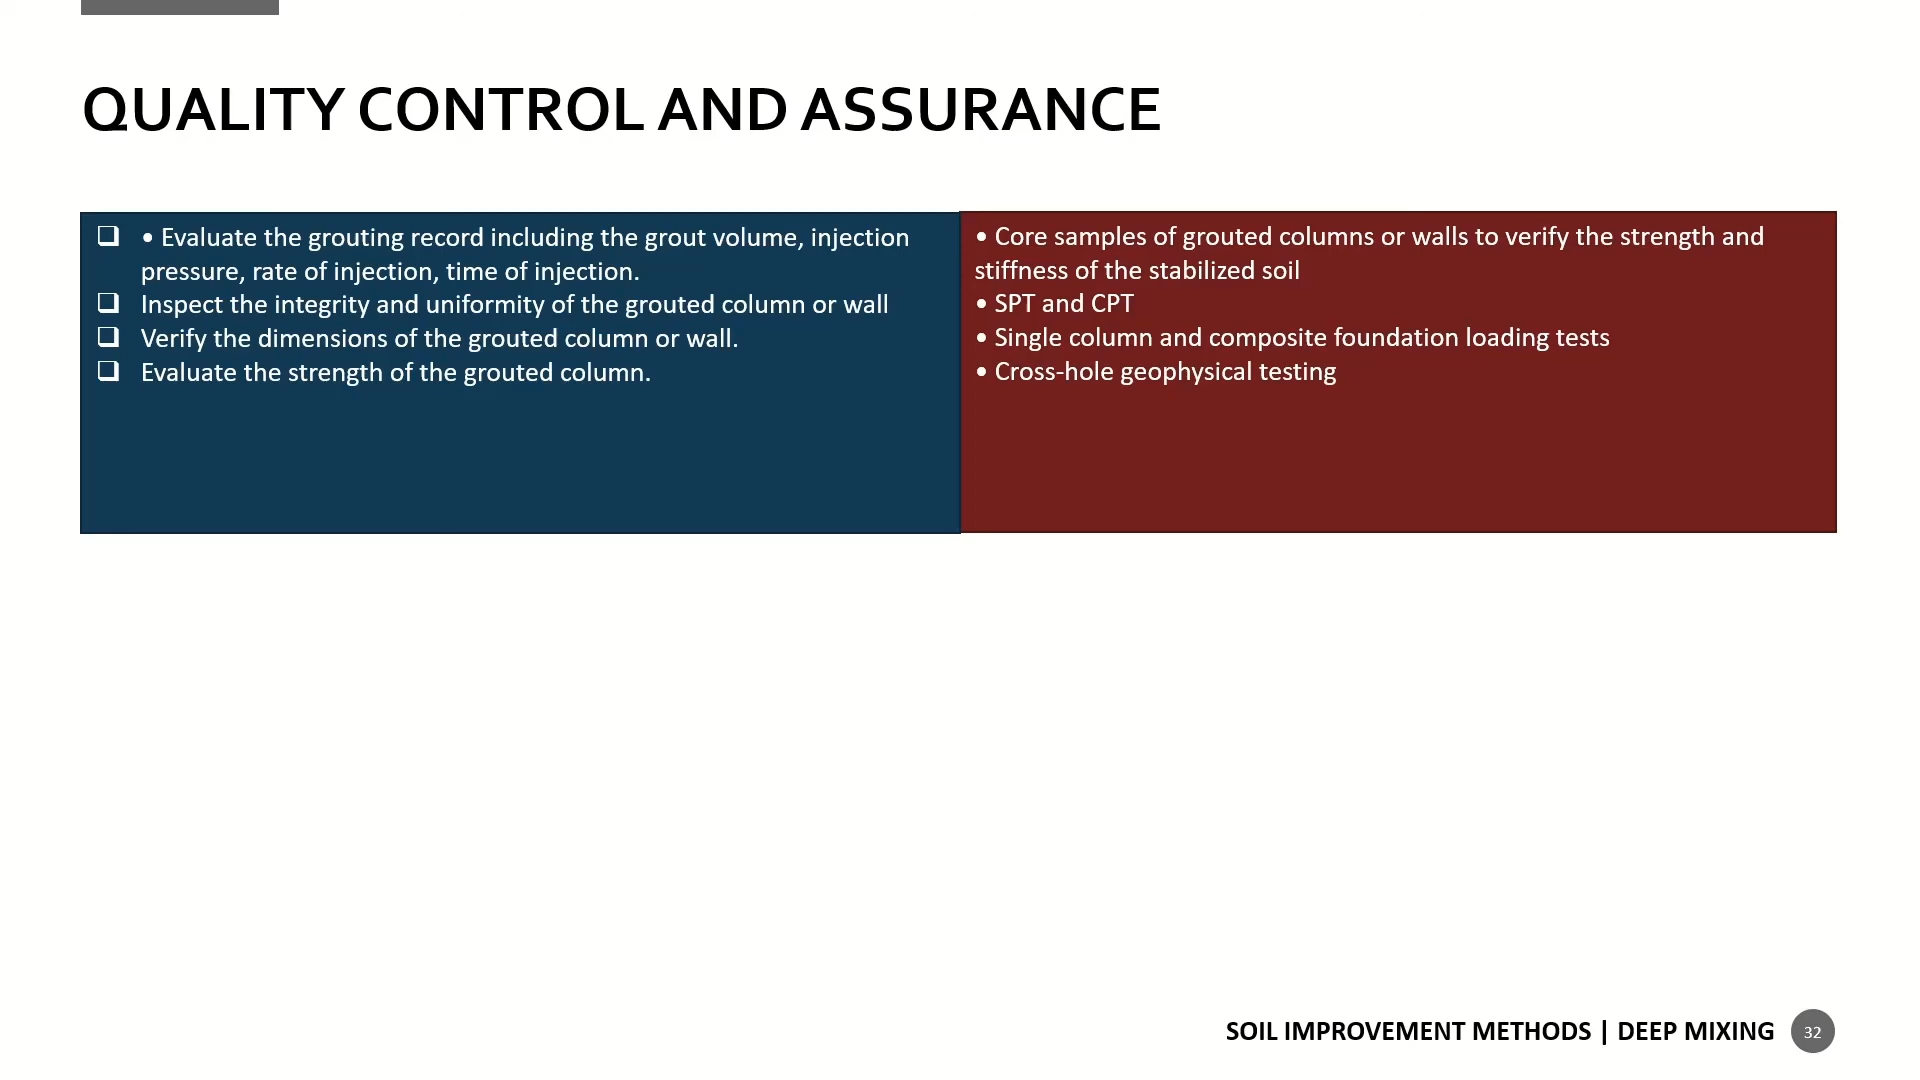 QUALITY CONTROL AND ASSURANCE
❑ • Evaluate the grouting record including the grout volume, injection
pressure, rate of injection, time of injection.
❑ Inspect the integrity and uniformity of the grouted column or wall
❑ Verify the dimensions of the grouted column or wall.
❑ Evaluate the strength of the grouted column.
• Core samples of grouted columns or walls to verify the strength and
stiffness of the stabilized soil
• SPT and CPT
• Single column and composite foundation loading tests
• Cross-hole geophysical testing
SOIL IMPROVEMENT METHODS | DEEP MIXING 32